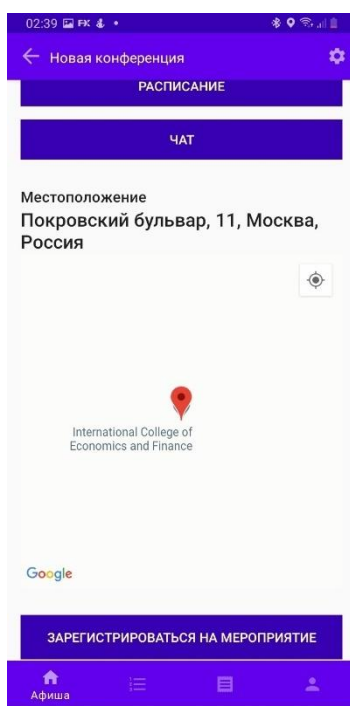 02:39
Новая конференция
РАСПИСАНИЕ
ЧАТ
Местоположение
Покровский бульвар, 11, Москва,
Россия
International College of
Economics and Finance
Google
ЗАРЕГИСТРИРОВАТЬСЯ НА МЕРОПРИЯТИЕ
Афиша